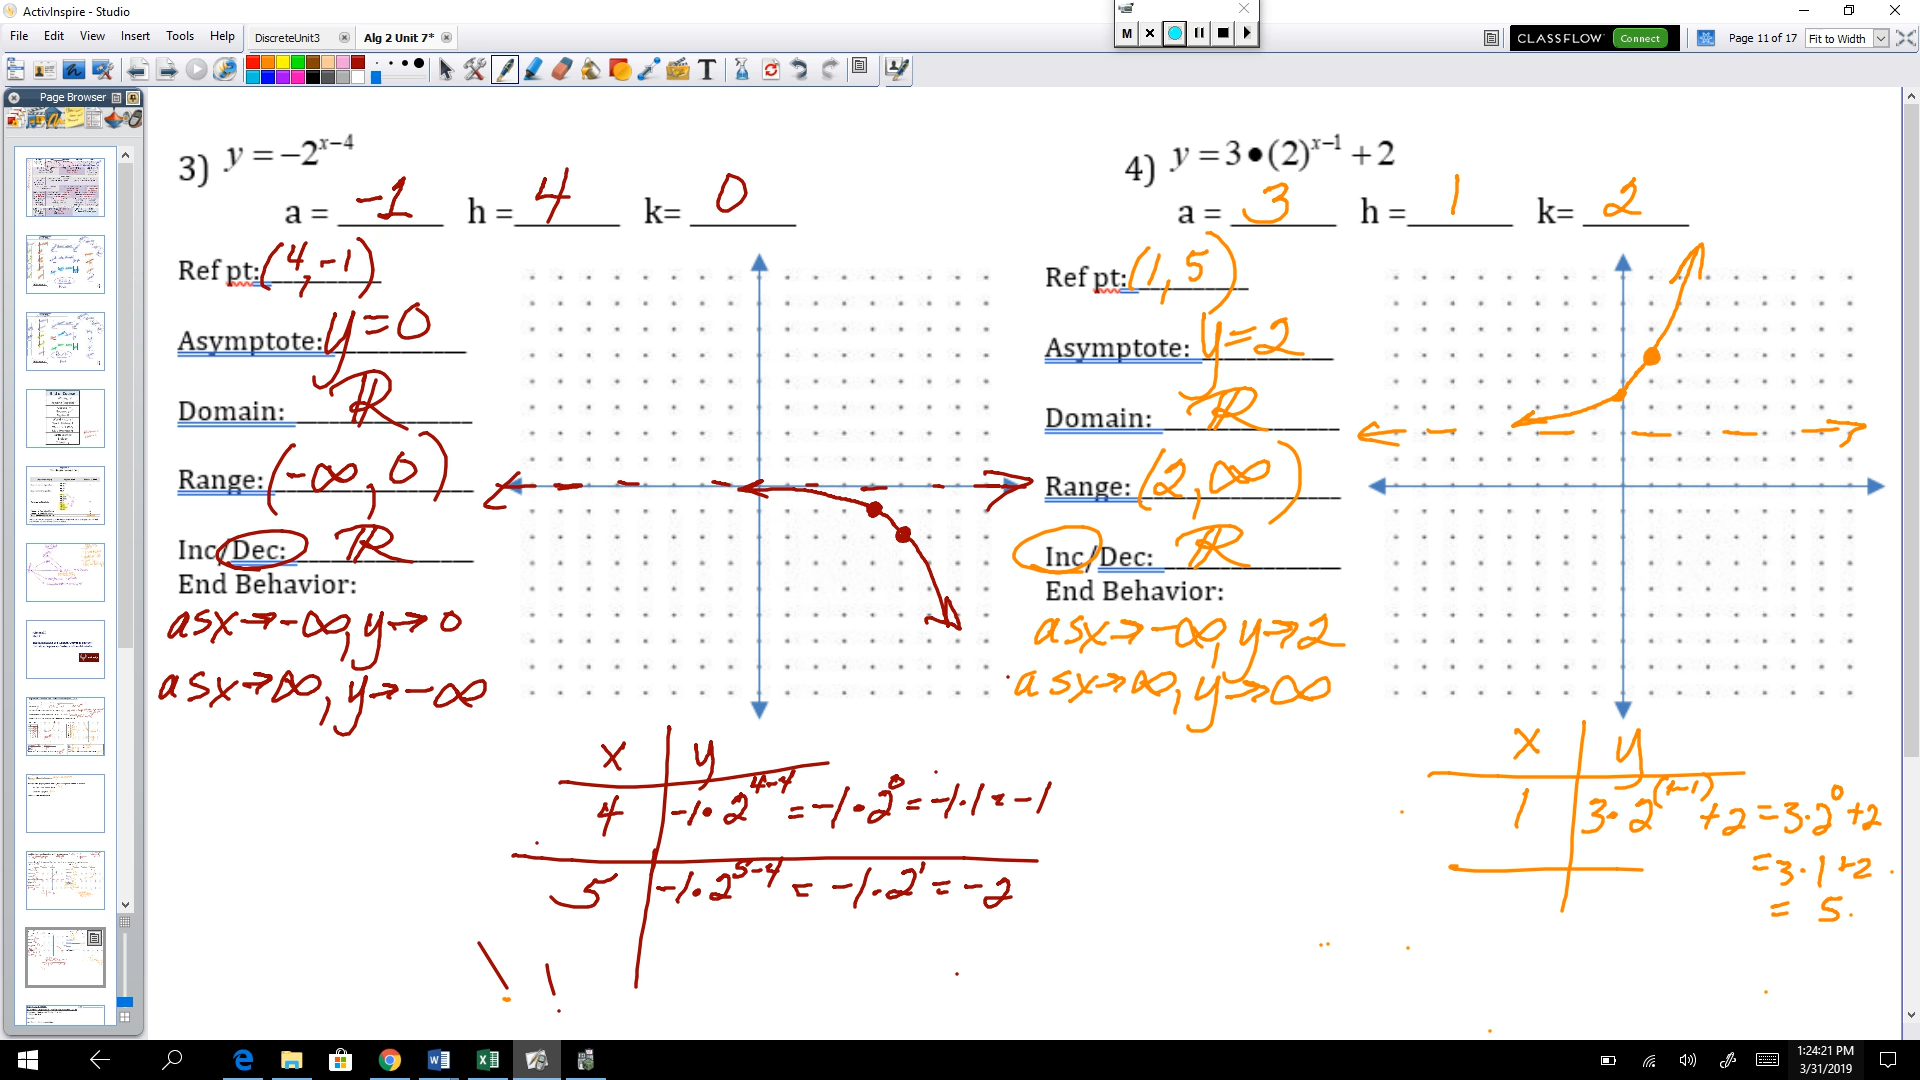 ActivInspire - Studio
File Edit View Insert Tools Help
DiscreteUnit3
Alg 2 Unit 7*
M
CLASSFLOW Connect
Page 11 of 17
Fit to Width
Page Browser
3) y = −2^{x−4}
a = -1 h = 4 k= 0
Ref pt: (4, -1)
Asymptote: y = 0
Domain: ℝ
Range: (-∞, 0)
Inc/Dec: ℝ
End Behavior:
as x → -∞, y → 0
as x → ∞, y → -∞
x y
4 -1 • 2^{4-4} = -1 • 2^0 = -1 • 1 = -1
5 -1 • 2^{5-4} = -1 • 2^1 = -2
4) y = 3•(2)^{x−1} + 2
a = 3 h = 1 k= 2
Ref pt: (1, 5)
Asymptote: y = 2
Domain: ℝ
Range: (2, ∞)
Inc/Dec: ℝ
End Behavior:
as x → -∞, y → 2
as x → ∞, y → ∞
x y
1 3 • 2^{(1-1)} + 2 = 3 • 2^0 + 2
= 3 • 1 + 2
= 5
1:24:21 PM
3/31/2019